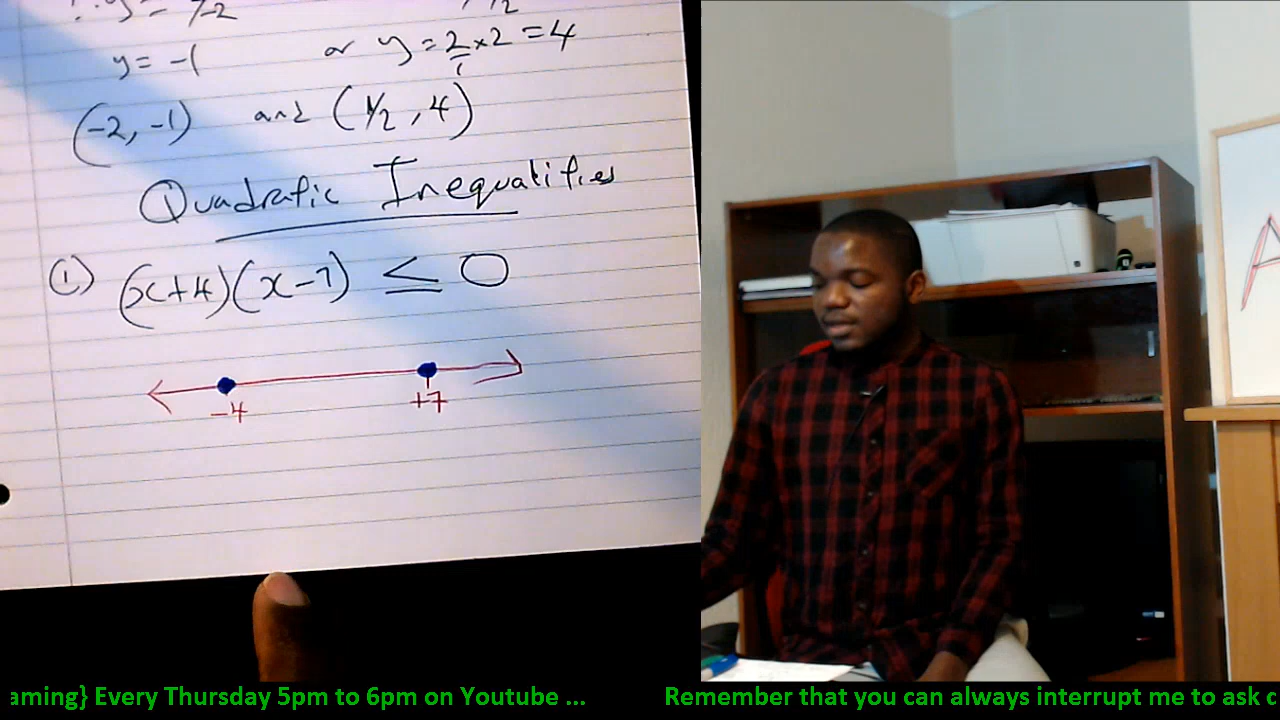 y = -1 or y = 2/1 x 2 = 4
(-2, -1) and (1/2, 4)
Quadratic Inequalities
① (x+4)(x-7) ≤ 0
-4 +7
A
aming} Every Thursday 5pm to 6pm on Youtube ... Remember that you can always interrupt me to ask c